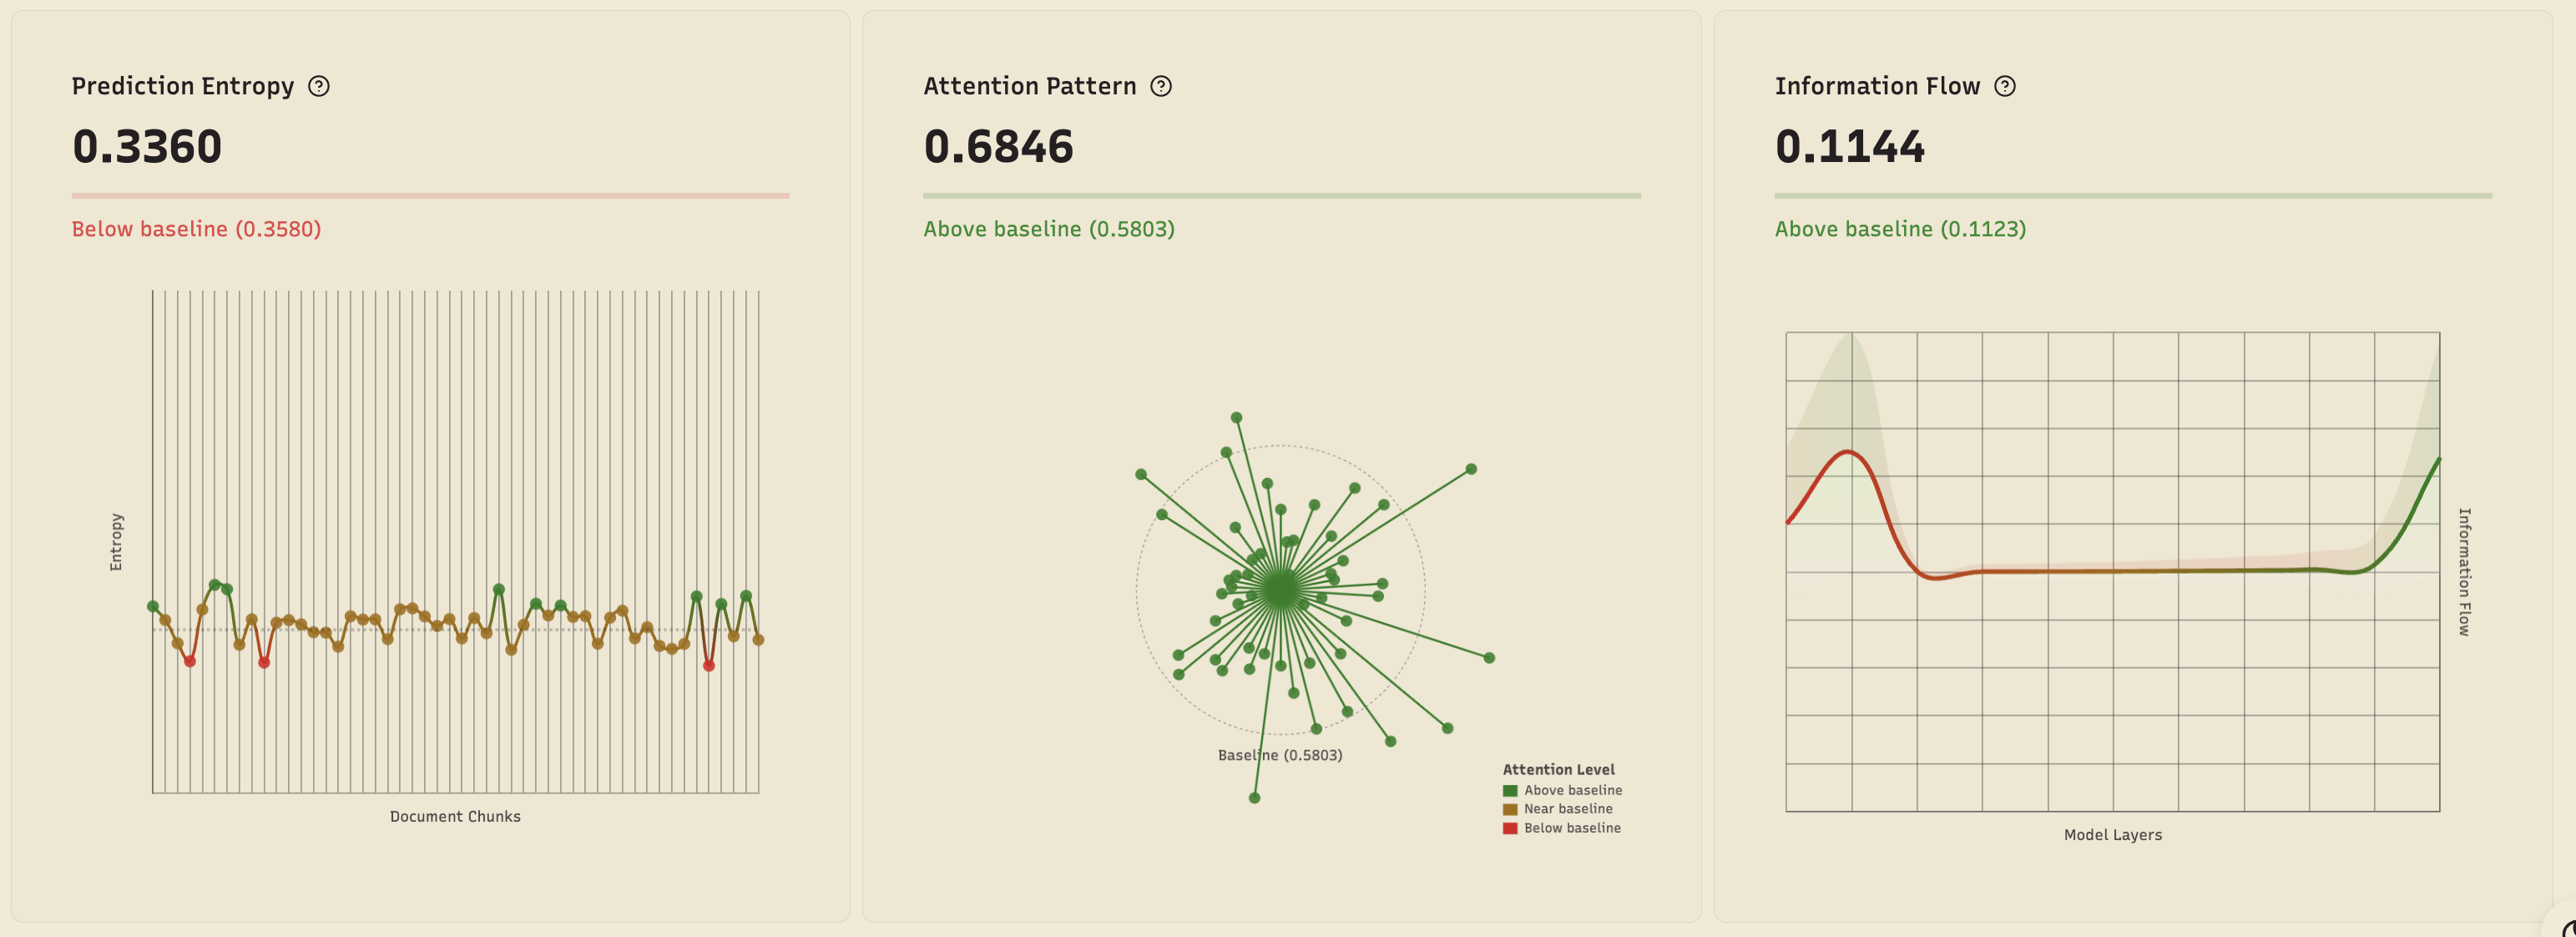 Prediction Entropy ?
0.3360
Below baseline (0.3580)
Entropy
Document Chunks
Attention Pattern ?
0.6846
Above baseline (0.5803)
Baseline (0.5803)
Attention Level
Above baseline
Near baseline
Below baseline
Information Flow ?
0.1144
Above baseline (0.1123)
Information Flow
Model Layers